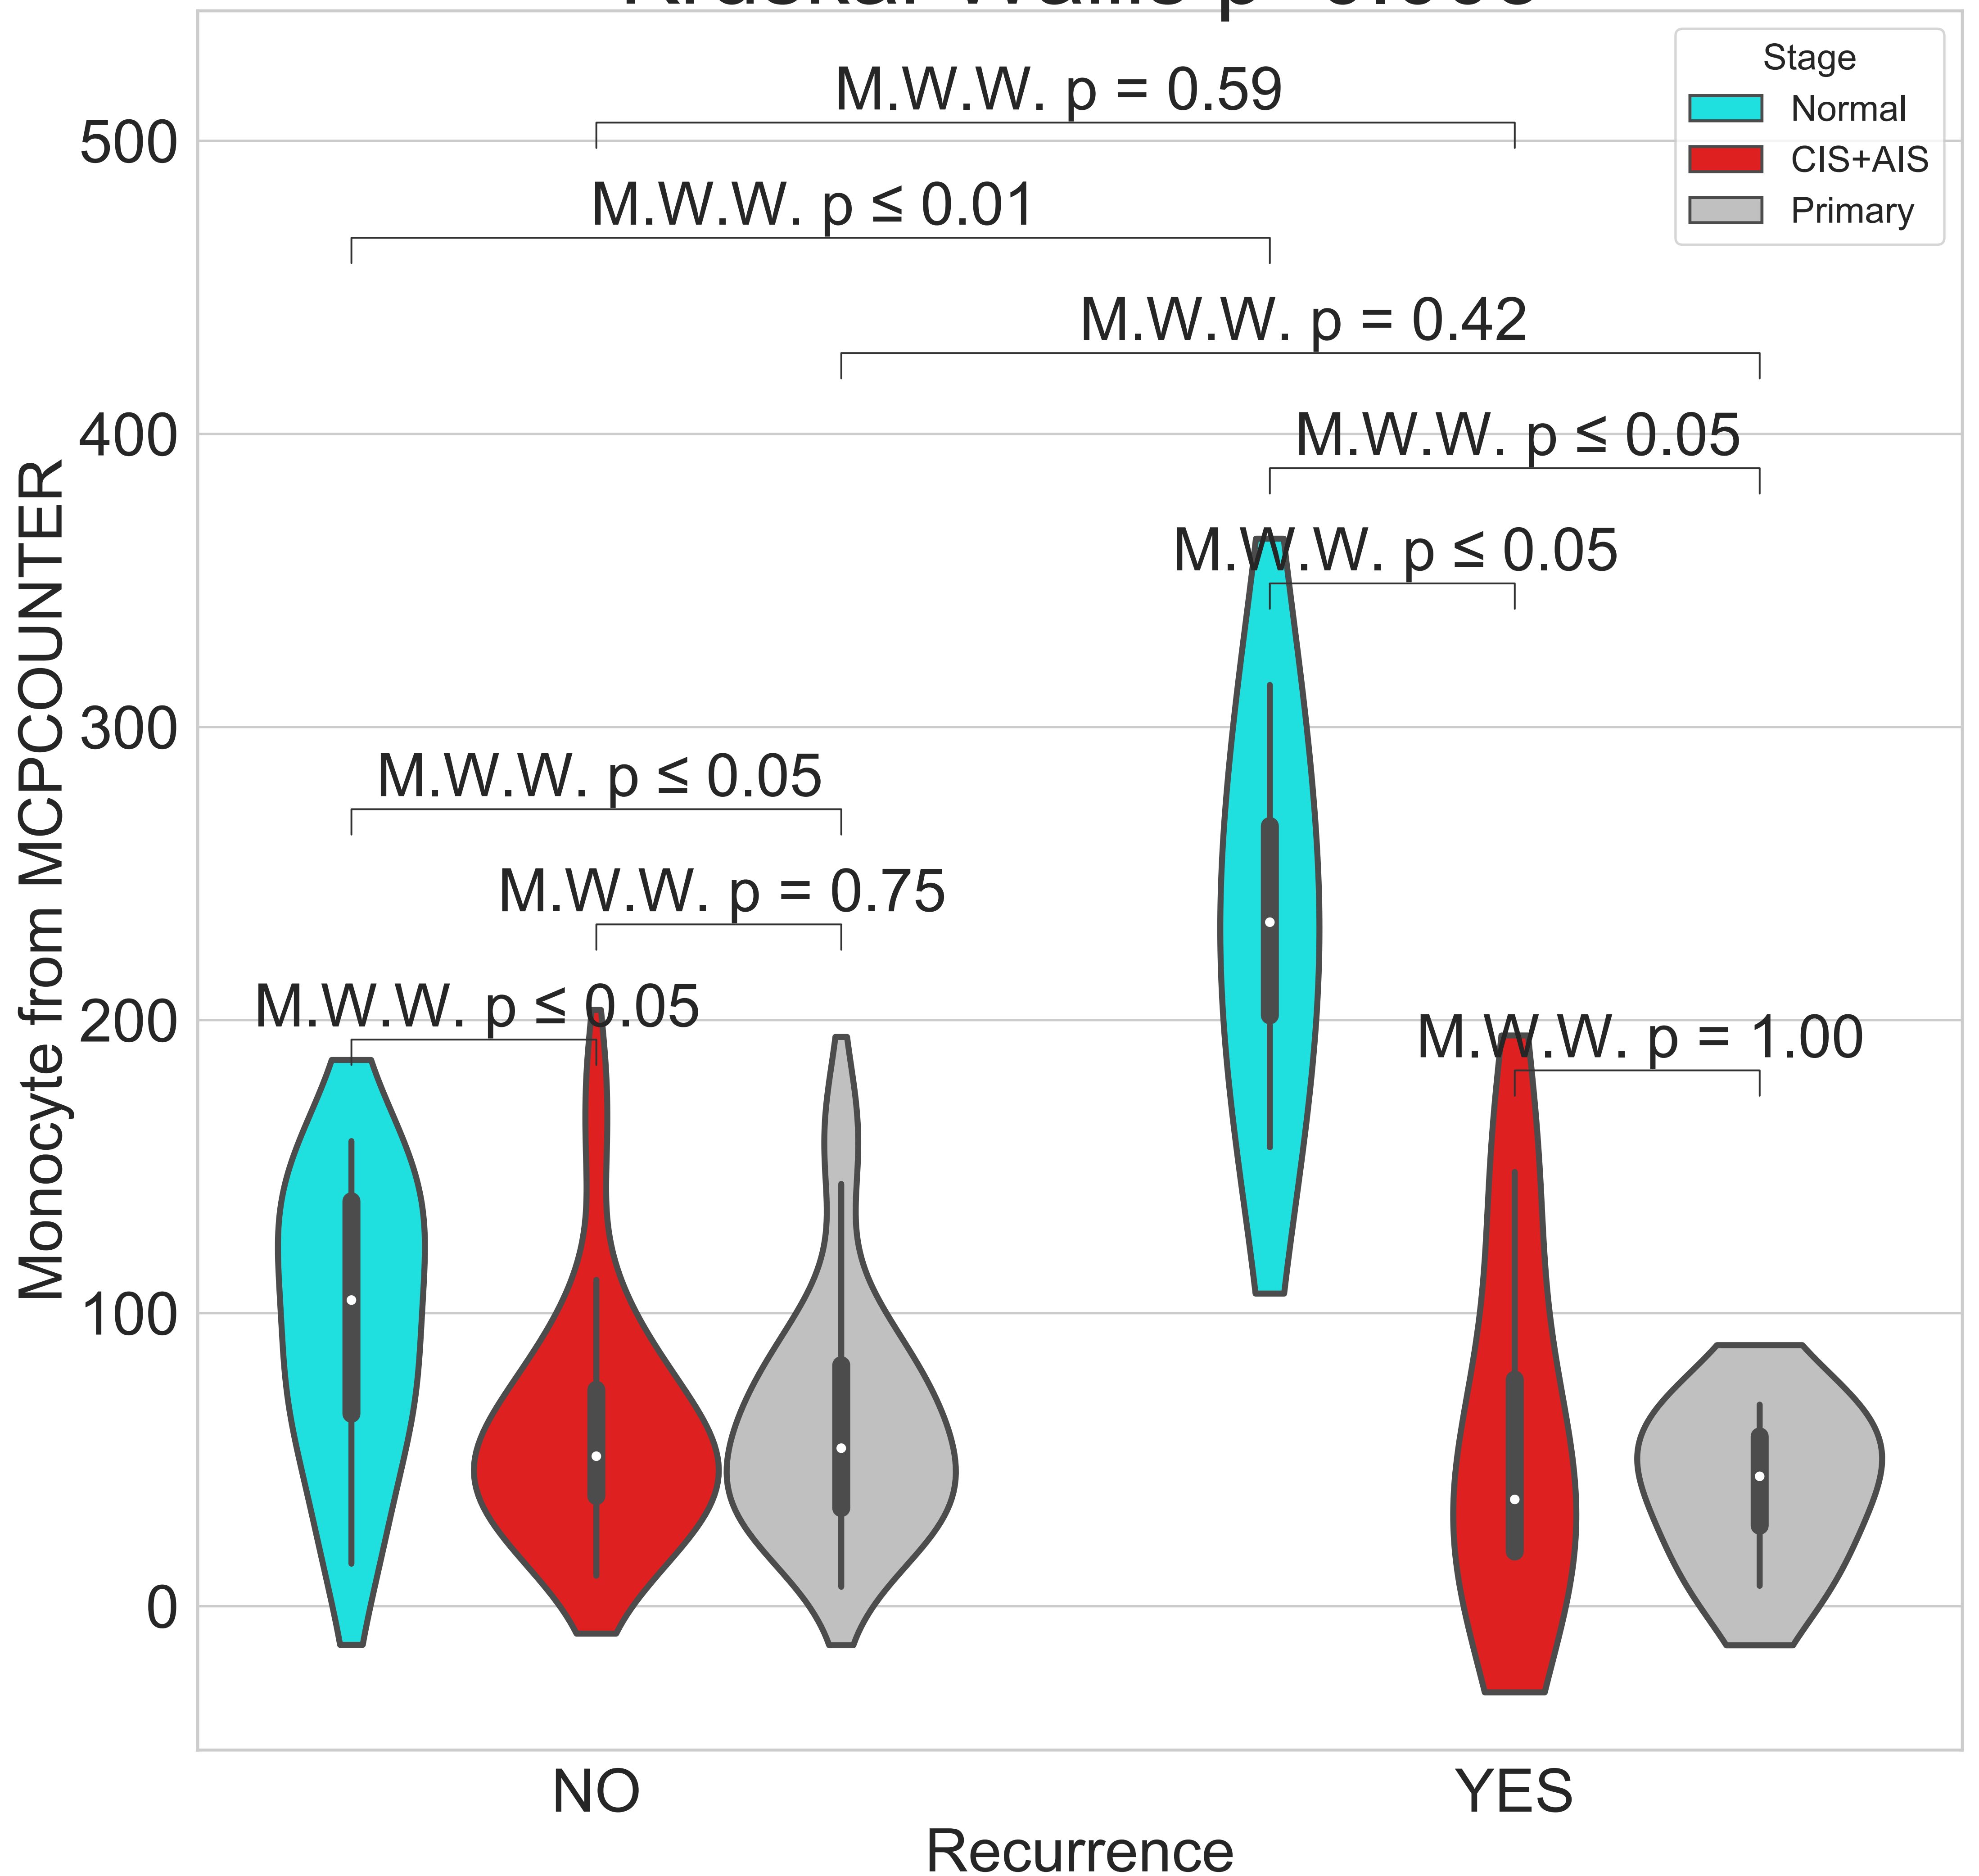 M.W.W. p = 0.59
Stage
Normal
CIS+AIS
Primary
500
M.W.W. p ≤ 0.01
M.W.W. p = 0.42
400
M.W.W. p ≤ 0.05
M.W.W. p ≤ 0.05
300
M.W.W. p ≤ 0.05
M.W.W. p = 0.75
200
M.W.W. p ≤ 0.05
M.W.W. p = 1.00
100
0
Monocyte from MCPCOUNTER
NO
YES
Recurrence